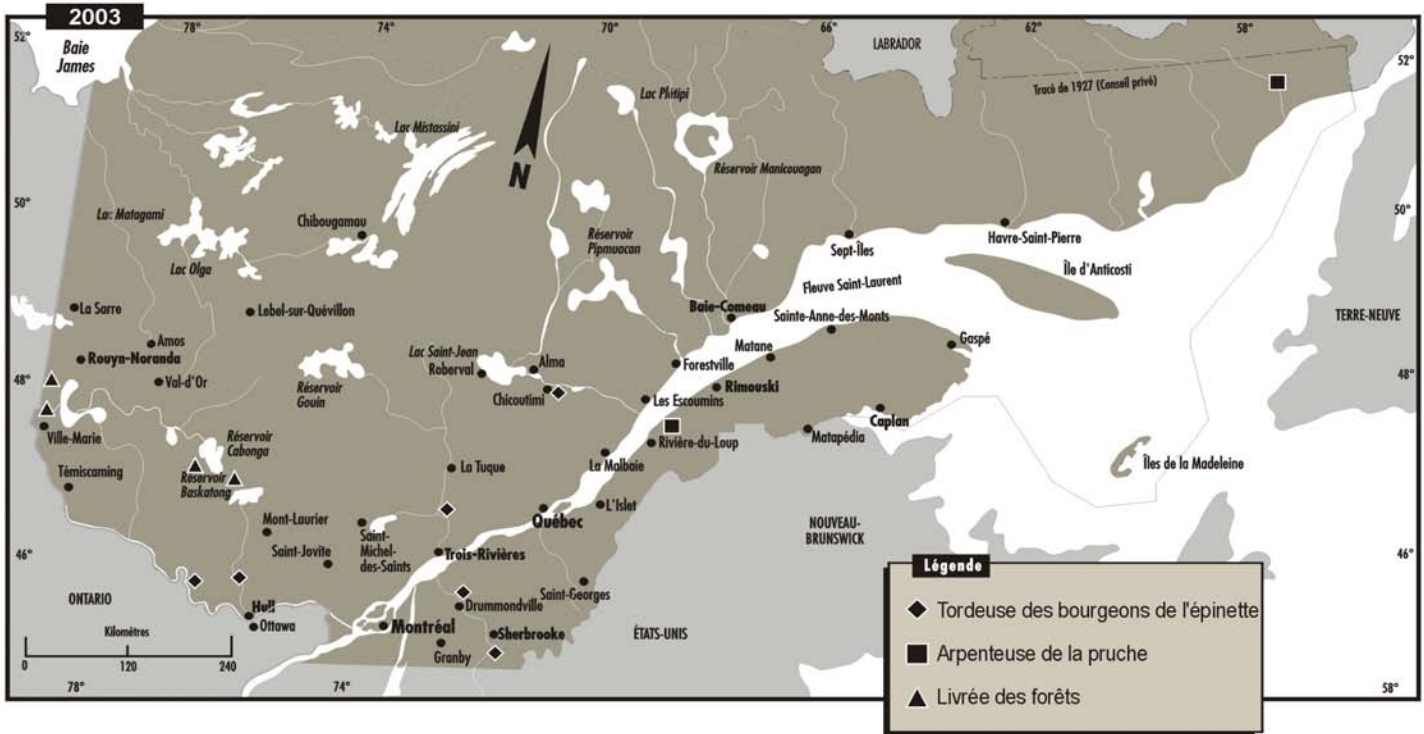 2003
78°
74°
70°
66°
62°
58°
52°
52°
Baie
James
LABRADOR
Tracé de 1927 (Conseil privé)
Lac Plétipi
Lac Mistassini
N
Réservoir Manicouagan
50°
50°
Lac Matagami
Chibougamau
Réservoir
Pipmuacan
Lac Olga
Sept-Îles
Havre-Saint-Pierre
Île d'Anticosti
Fleuve Saint-Laurent
La Sarre
Lebel-sur-Quévillon
Baie-Comeau
Sainte-Anne-des-Monts
TERRE-NEUVE
Amos
Rouyn-Noranda
Val-d'Or
Lac Saint-Jean
Roberval
Alma
Matane
Gaspé
Forestville
48°
48°
Réservoir
Gouin
Chicoutimi
Rimouski
Les Escoumins
Caplan
Ville-Marie
Réservoir
Cabonga
Rivière-du-Loup
Matapédia
La Malbaie
La Tuque
Îles de la Madeleine
Témiscaming
Réservoir
Baskatong
L'Islet
Québec
Mont-Laurier
Saint-
Michel-
des-Saints
NOUVEAU-
BRUNSWICK
46°
46°
Saint-Jovite
Trois-Rivières
Saint-Georges
ONTARIO
Hull
Ottawa
Drummondville
Montréal
Sherbrooke
ÉTATS-UNIS
Granby
Kilomètres
0
120
240
78°
74°
58°
Légende
Tordeuse des bourgeons de l'épinette
Arpenteuse de la pruche
Livrée des forêts